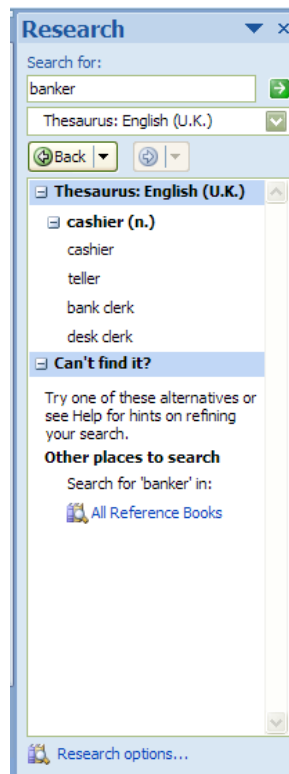 Research
Search for:
banker
Thesaurus: English (U.K.)
Back
Thesaurus: English (U.K.)
cashier (n.)
cashier
teller
bank clerk
desk clerk
Can't find it?
Try one of these alternatives or
see Help for hints on refining
your search.
Other places to search
Search for 'banker' in:
All Reference Books
Research options...